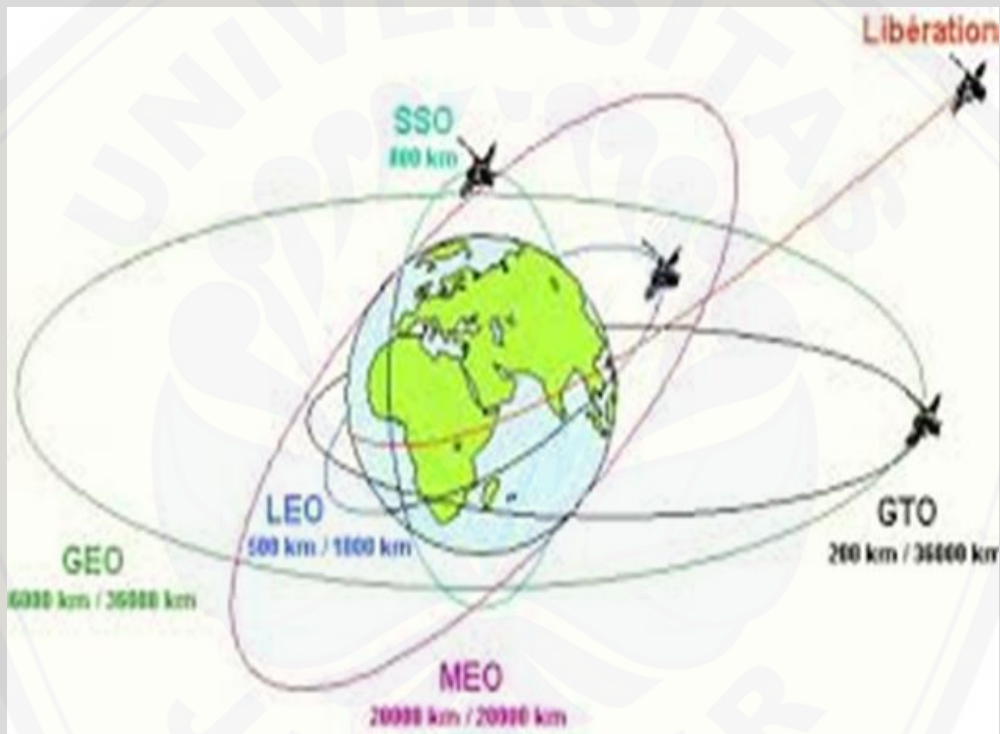 Libération
SSO
800 km
LEO
500 km / 1000 km
GTO
200 km / 36000 km
GEO
6000 km / 36000 km
MEO
20000 km / 20000 km
UNIVERSITAS